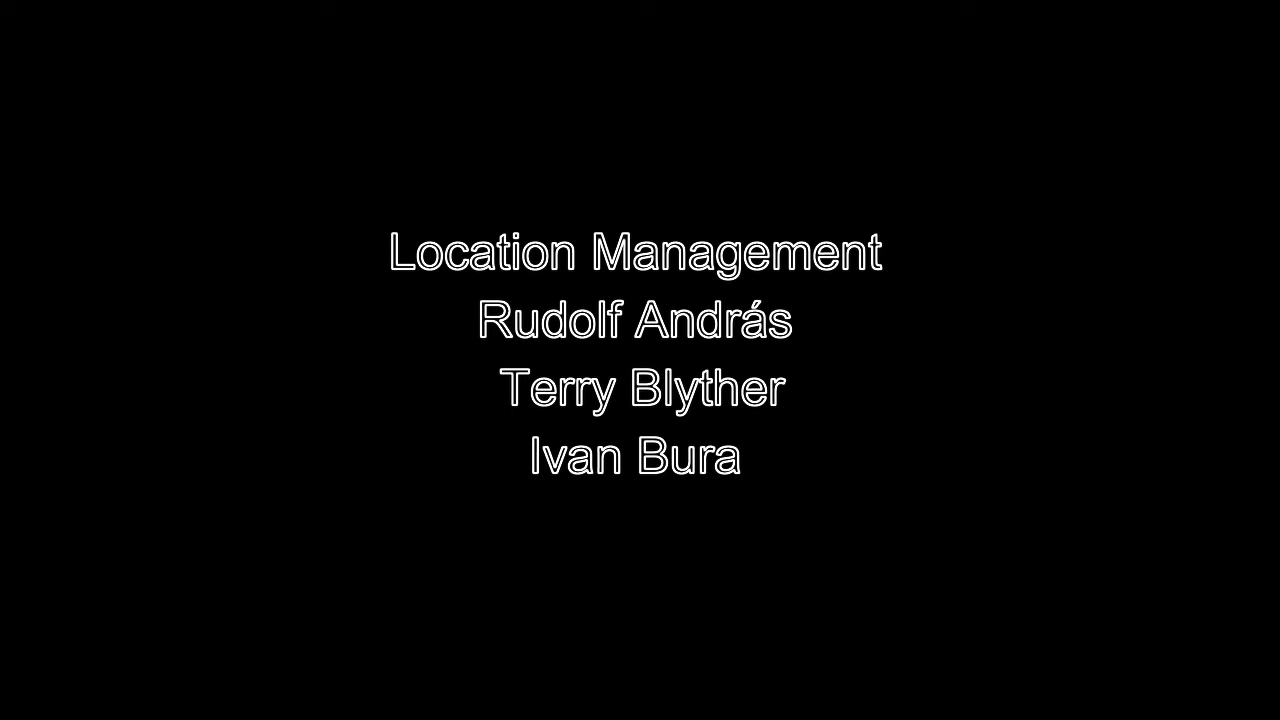 Location Management
Rudolf András
Terry Blyther
Ivan Bura